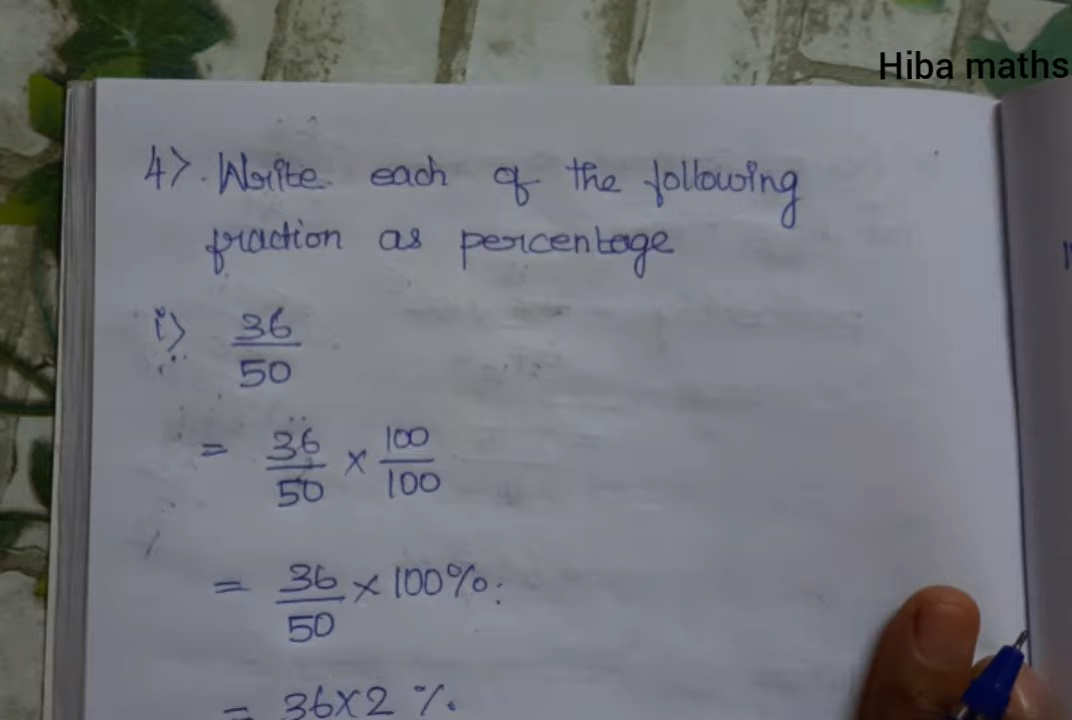 Hiba maths
4). Write each of the following
fraction as percentage
i) 36/50
= 36/50 × 100/100
= 36/50 × 100%.
= 36×2 %.